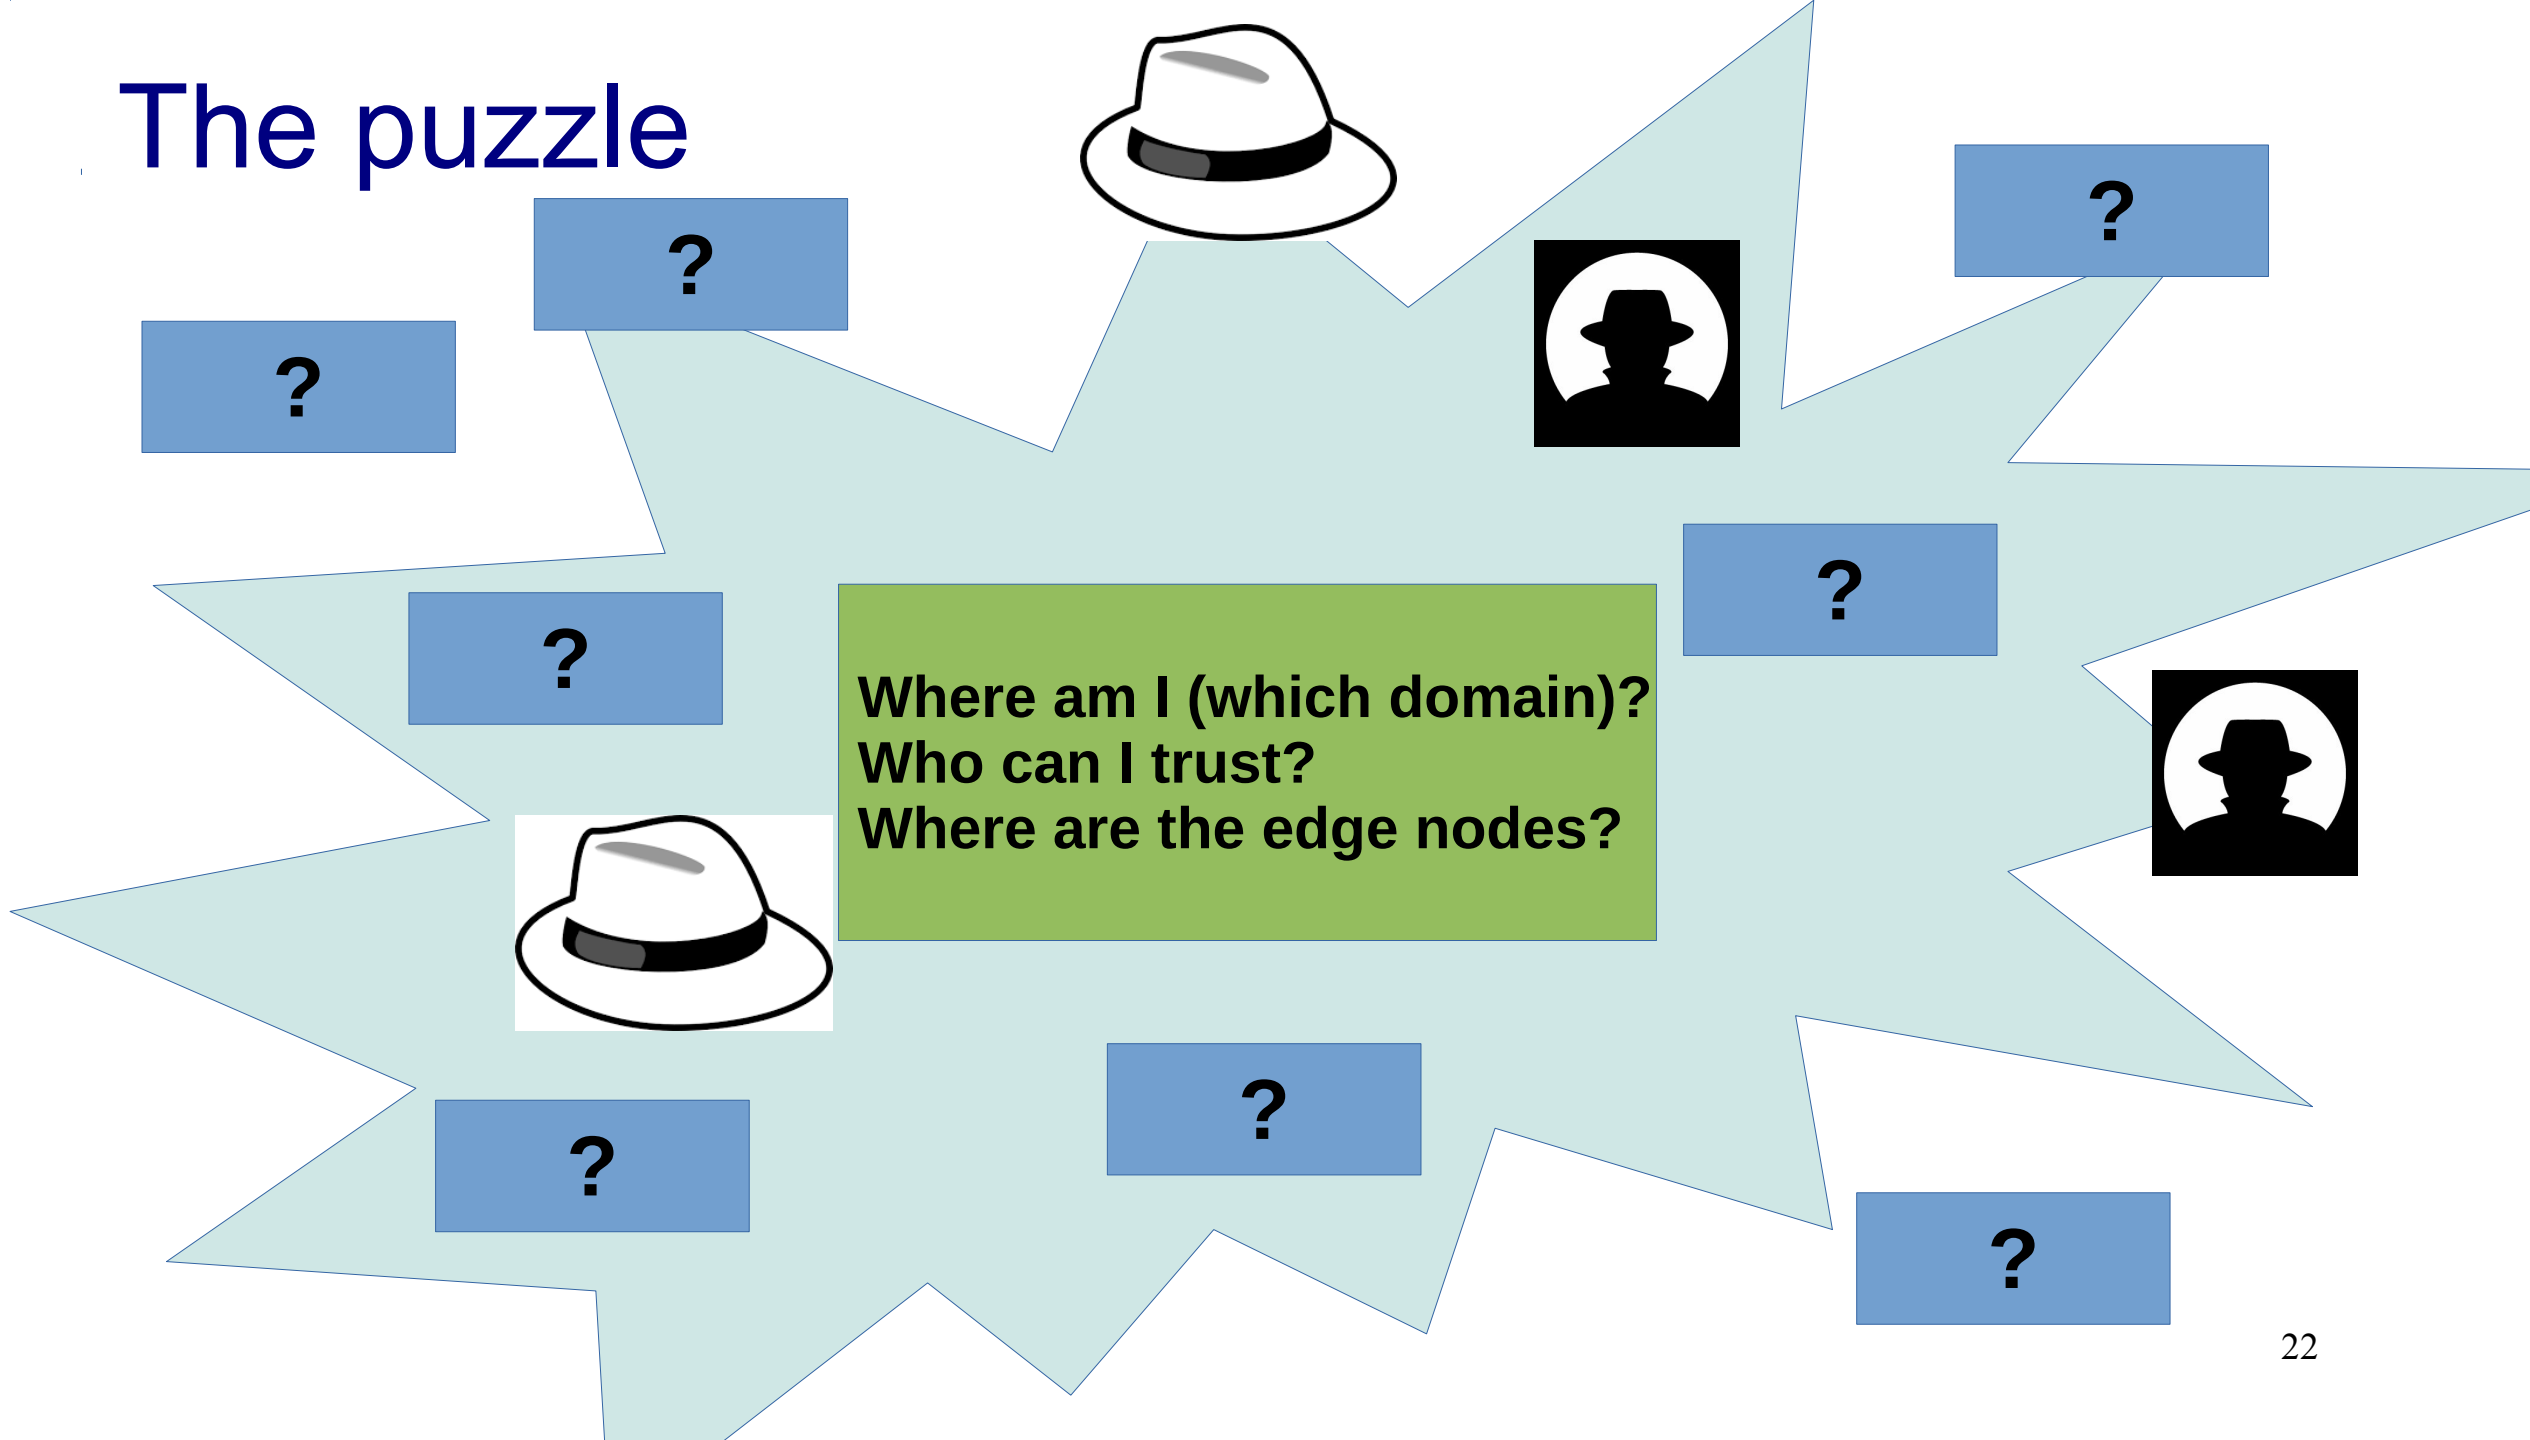 The puzzle
?
?
?
?
?
Where am I (which domain)?
Who can I trust?
Where are the edge nodes?
?
?
?
22